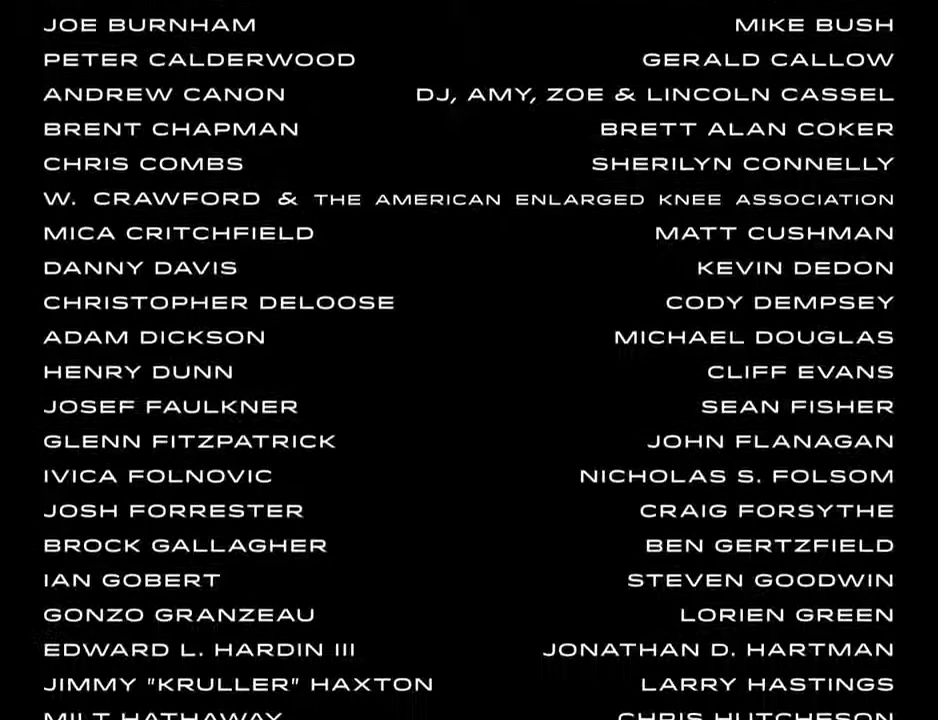 JOE BURNHAM MIKE BUSH
PETER CALDERWOOD GERALD CALLOW
ANDREW CANON DJ, AMY, ZOE & LINCOLN CASSEL
BRENT CHAPMAN BRETT ALAN COKER
CHRIS COMBS SHERILYN CONNELLY
W. CRAWFORD & THE AMERICAN ENLARGED KNEE ASSOCIATION
MICA CRITCHFIELD MATT CUSHMAN
DANNY DAVIS KEVIN DEDON
CHRISTOPHER DELOOSE CODY DEMPSEY
ADAM DICKSON MICHAEL DOUGLAS
HENRY DUNN CLIFF EVANS
JOSEF FAULKNER SEAN FISHER
GLENN FITZPATRICK JOHN FLANAGAN
IVICA FOLNOVIC NICHOLAS S. FOLSOM
JOSH FORRESTER CRAIG FORSYTHE
BROCK GALLAGHER BEN GERTZFIELD
IAN GOBERT STEVEN GOODWIN
GONZO GRANZEAU LORIEN GREEN
EDWARD L. HARDIN III JONATHAN D. HARTMAN
JIMMY "KRULLER" HAXTON LARRY HASTINGS
MILT HATHAWAY CHRIS HUTCHESON